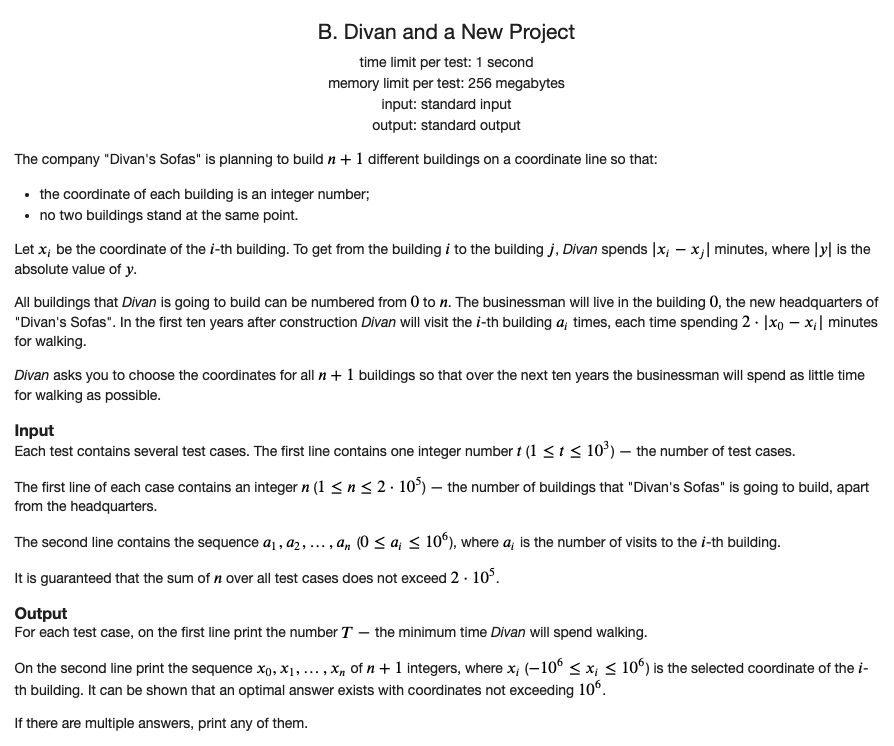 B. Divan and a New Project
time limit per test: 1 second
memory limit per test: 256 megabytes
input: standard input
output: standard output
The company "Divan's Sofas" is planning to build n + 1 different buildings on a coordinate line so that:
• the coordinate of each building is an integer number;
• no two buildings stand at the same point.
Let x_i be the coordinate of the i-th building. To get from the building i to the building j, Divan spends |x_i − x_j| minutes, where |y| is the
absolute value of y.
All buildings that Divan is going to build can be numbered from 0 to n. The businessman will live in the building 0, the new headquarters of
"Divan's Sofas". In the first ten years after construction Divan will visit the i-th building a_i times, each time spending 2 · |x_0 − x_i| minutes
for walking.
Divan asks you to choose the coordinates for all n + 1 buildings so that over the next ten years the businessman will spend as little time
for walking as possible.
Input
Each test contains several test cases. The first line contains one integer number t (1 ≤ t ≤ 10^3) — the number of test cases.
The first line of each case contains an integer n (1 ≤ n ≤ 2 · 10^5) — the number of buildings that "Divan's Sofas" is going to build, apart
from the headquarters.
The second line contains the sequence a_1, a_2, … , a_n (0 ≤ a_i ≤ 10^6), where a_i is the number of visits to the i-th building.
It is guaranteed that the sum of n over all test cases does not exceed 2 · 10^5.
Output
For each test case, on the first line print the number T — the minimum time Divan will spend walking.
On the second line print the sequence x_0, x_1, … , x_n of n + 1 integers, where x_i (−10^6 ≤ x_i ≤ 10^6) is the selected coordinate of the i-
th building. It can be shown that an optimal answer exists with coordinates not exceeding 10^6.
If there are multiple answers, print any of them.